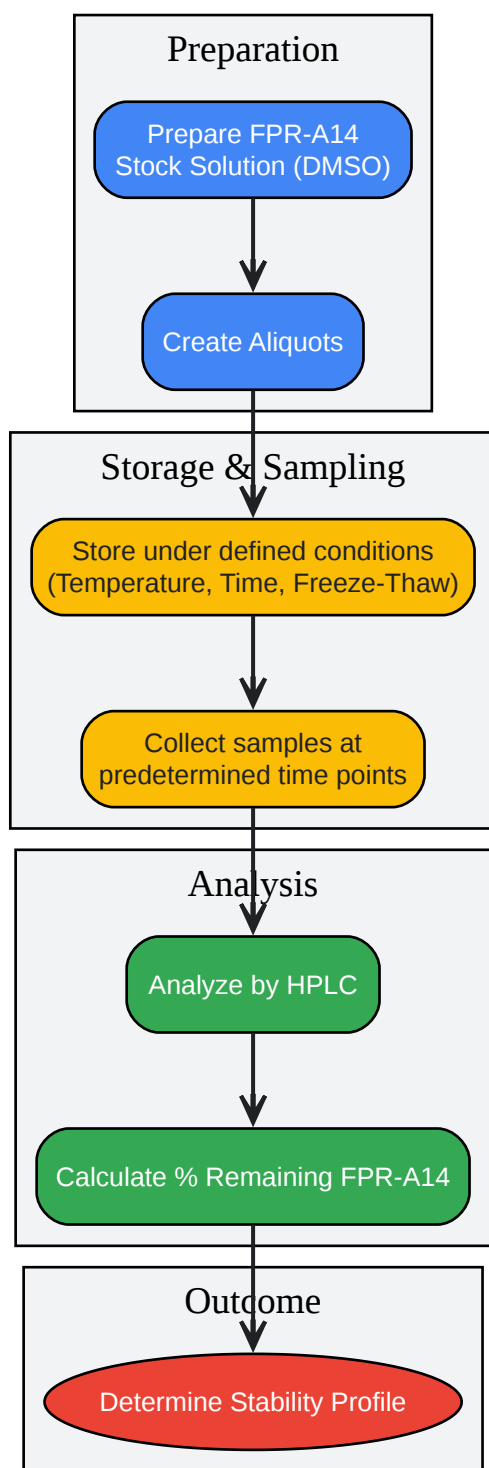 Preparation
Prepare FPR-A14
Stock Solution (DMSO)
Create Aliquots
Storage & Sampling
Store under defined conditions
(Temperature, Time, Freeze-Thaw)
Collect samples at
predetermined time points
Analysis
Analyze by HPLC
Calculate % Remaining FPR-A14
Outcome
Determine Stability Profile